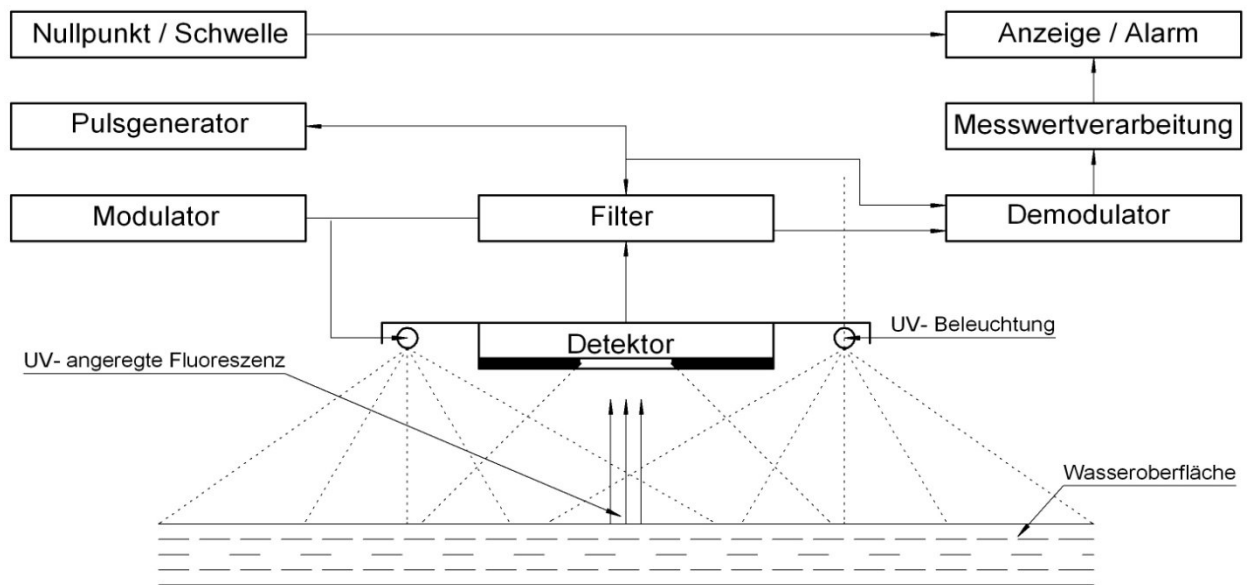 Nullpunkt / Schwelle
Anzeige / Alarm
Pulsgenerator
Messwertverarbeitung
Modulator
Filter
Demodulator
Detektor
UV- Beleuchtung
UV- angeregte Fluoreszenz
Wasseroberfläche